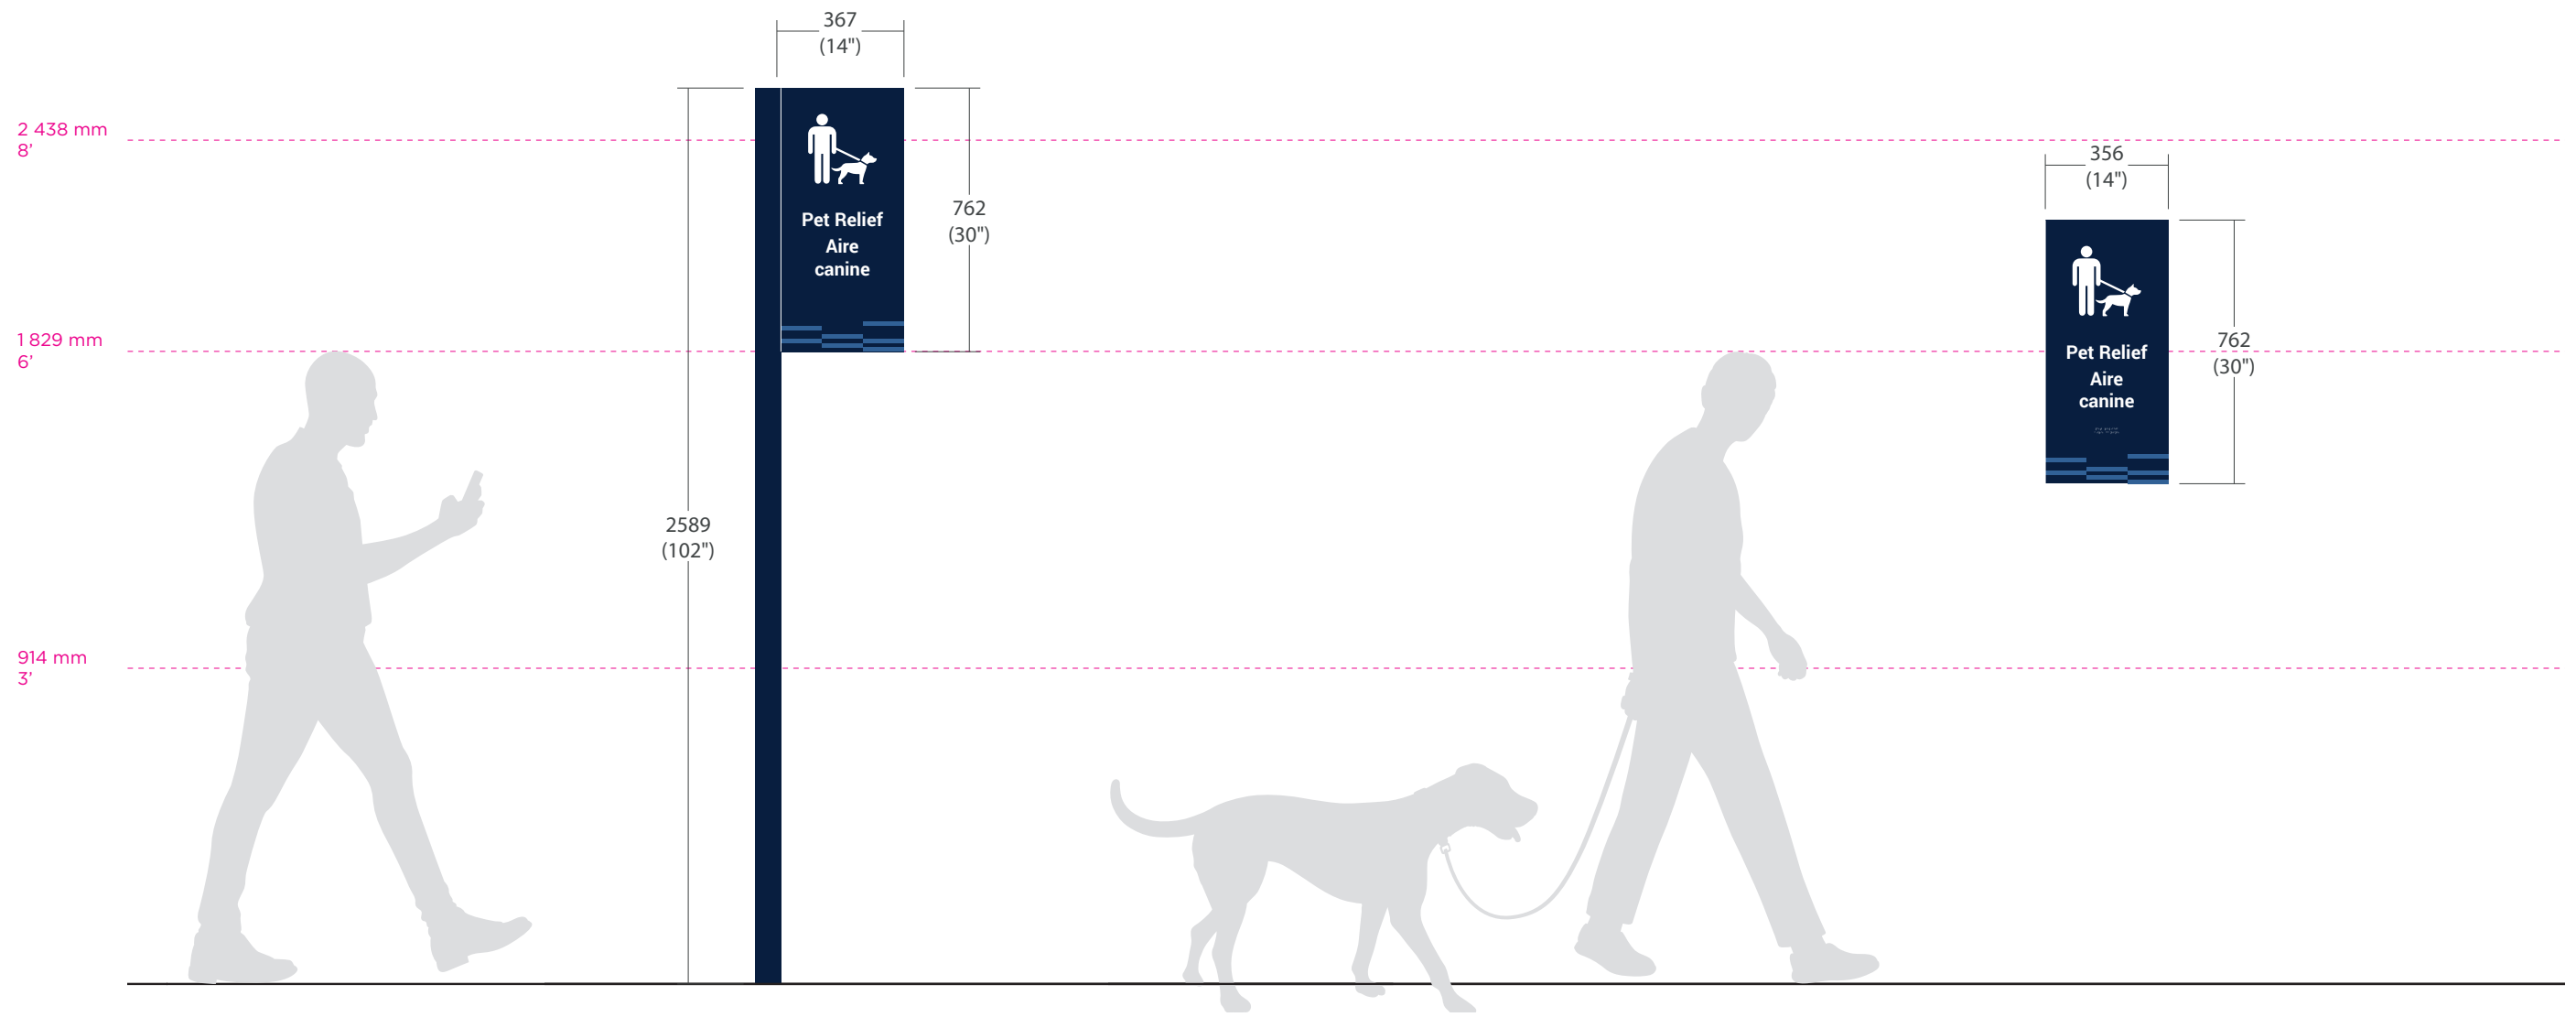 367
(14")
2 438 mm
8’
356
(14")
Pet Relief
Aire
canine
762
(30")
1 829 mm
6’
Pet Relief
Aire
canine
762
(30")
2589
(102")
914 mm
3’